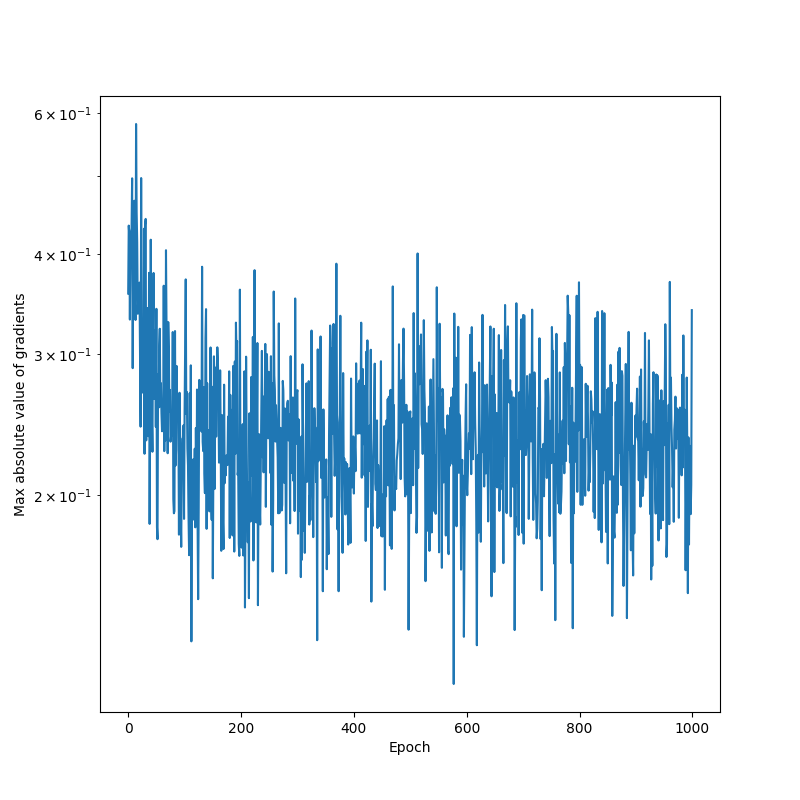 Max absolute value of gradients
6 × 10⁻¹
4 × 10⁻¹
3 × 10⁻¹
2 × 10⁻¹
0 200 400 600 800 1000
Epoch